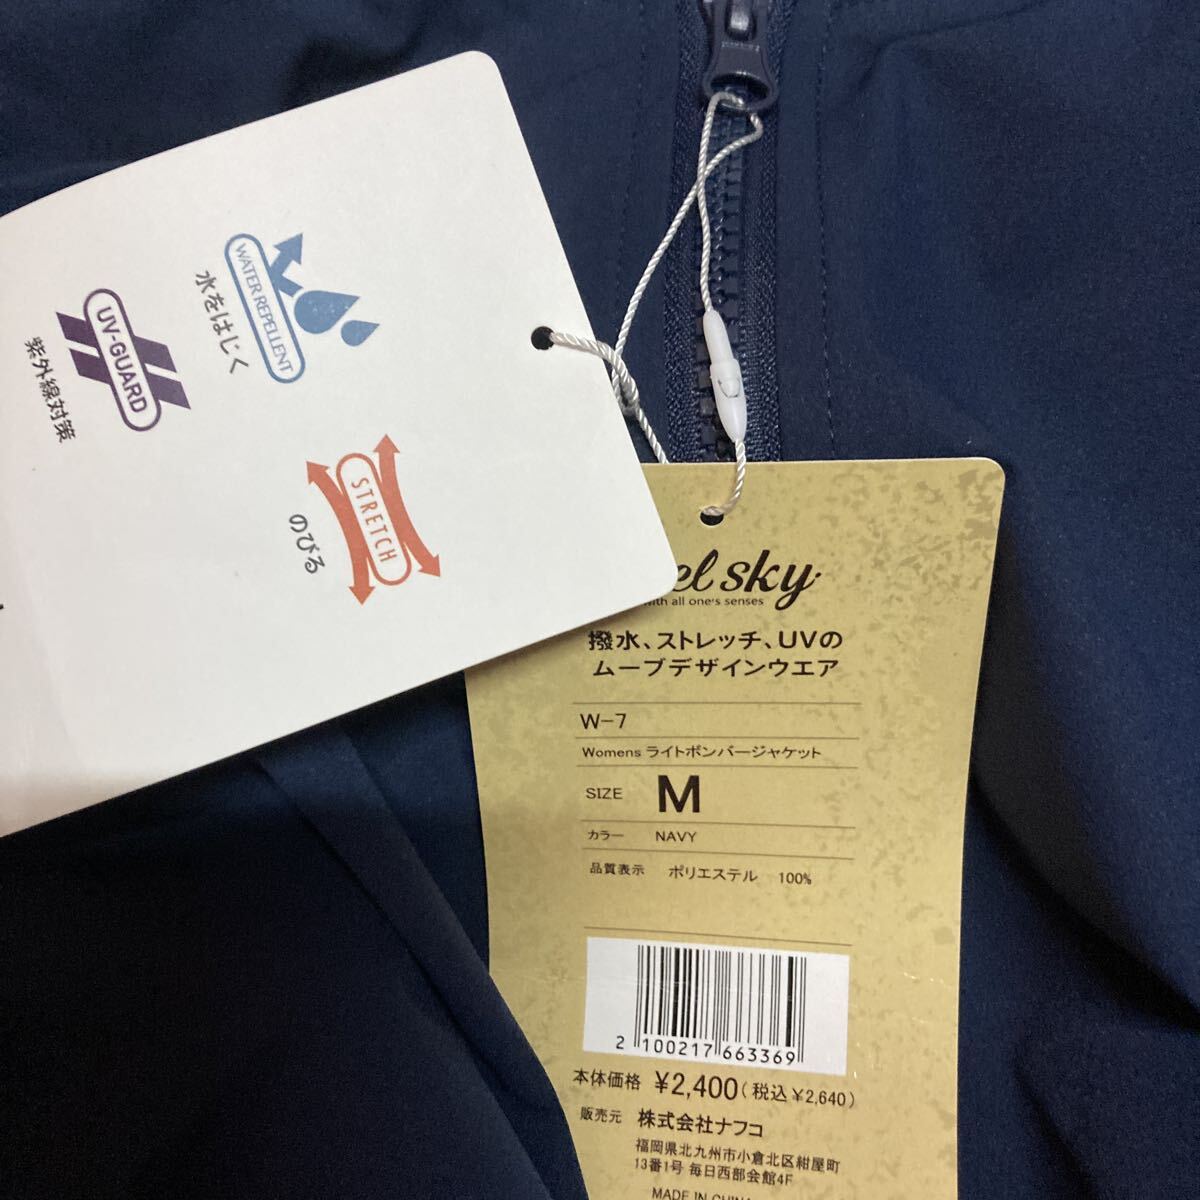 WATER REPELLENT
水をはじく
UV-GUARD
紫外線対策
STRETCH
のびる
sky
with all one's senses
撥水、ストレッチ、UVの
ムーブデザインウエア
W-7
Womens ライトボンバージャケット
SIZE M
カラー NAVY
品質表示 ポリエステル 100%
2 100217 663369
本体価格 ¥2,400(税込¥2,640)
販売元 株式会社ナフコ
福岡県北九州市小倉北区紺屋町
13番1号 毎日西部会館4F
MADE IN CHINA